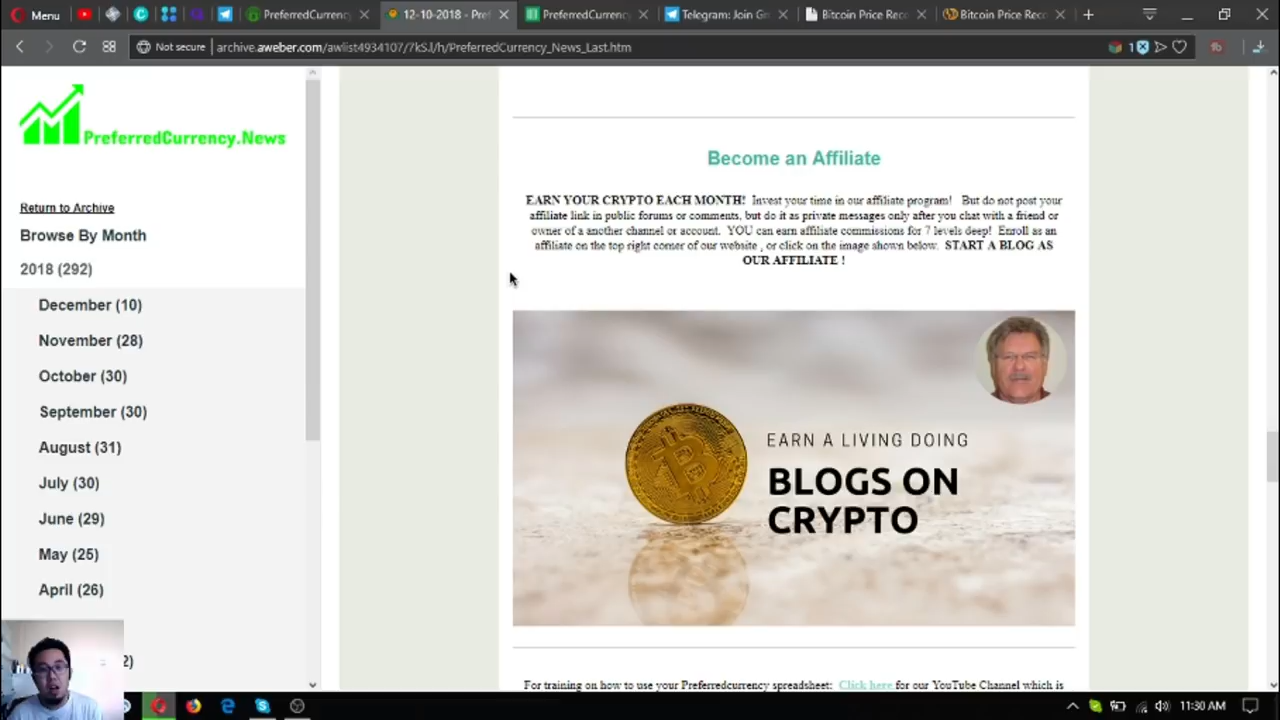 Menu
PreferredCurrency
12-10-2018 - Pref
PreferredCurrency
Telegram: Join Gr
Bitcoin Price Rec
Bitcoin Price Rec
Not secure
archive.aweber.com/awlist4934107/7kS.l/h/PreferredCurrency_News_Last.htm
1
PreferredCurrency.News
Return to Archive
Browse By Month
2018 (292)
December (10)
November (28)
October (30)
September (30)
August (31)
July (30)
June (29)
May (25)
April (26)
2)
Become an Affiliate
EARN YOUR CRYPTO EACH MONTH! Invest your time in our affiliate program! But do not post your
affiliate link in public forums or comments, but do it as private messages only after you chat with a friend or
owner of a another channel or account. YOU can earn affiliate commissions for 7 levels deep! Enroll as an
affiliate on the top right corner of our website , or click on the image shown below. START A BLOG AS
OUR AFFILIATE !
EARN A LIVING DOING
BLOGS ON
CRYPTO
For training on how to use your Preferredcurrency spreadsheet: Click here for our YouTube Channel which is
11:30 AM